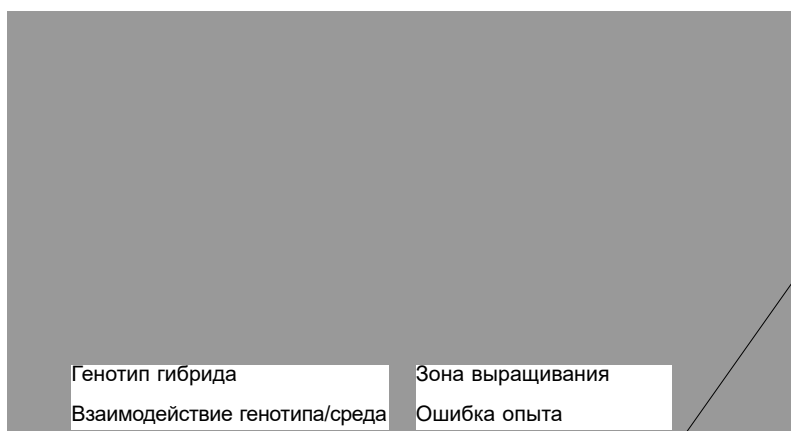 Генотип гибрида
Зона выращивания
Взаимодействие генотипа/среда
Ошибка опыта